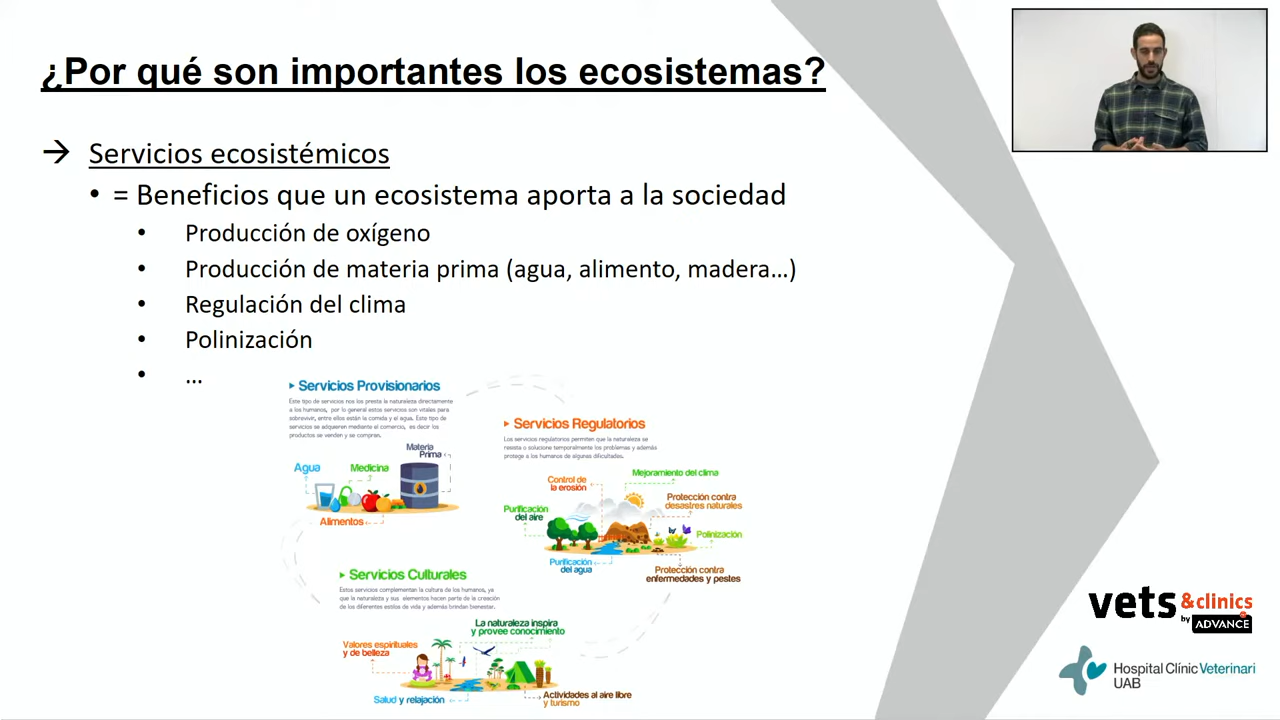 ¿Por qué son importantes los ecosistemas?
→ Servicios ecosistémicos
• = Beneficios que un ecosistema aporta a la sociedad
• Producción de oxígeno
• Producción de materia prima (agua, alimento, madera…)
• Regulación del clima
• Polinización
• …
Servicios Provisionarios
Este tipo de servicios nos los presta la naturaleza directamente
a los humanos, por lo general estos servicios son vitales para
sobrevivir, entre ellos están la comida y el agua. Este tipo de
servicios se adquieren mediante el comercio, es decir los
productos se venden y se compren.
Materia
Prima
Agua
Medicina
Alimentos
Servicios Regulatorios
Los servicios regulatorios permiten que la naturaleza se
resista o solucione temporalmente los problemas y además
protege a los humanos de algunas dificultades.
Mejoramiento del clima
Control de
la erosión
Protección contra
desastres naturales
Purificación
del aire
Polinización
Purificación
del agua
Protección contra
enfermedades y pestes
Servicios Culturales
Estos servicios complementan la cultura de los humanos, ya
que la naturaleza y sus elementos hacen parte de la creación
de los diferentes estilos de vida y además brindan bienestar.
La naturaleza inspira
y provee conocimiento
Valores espirituales
y de belleza
Salud y relajación
Actividades al aire libre
y turismo
vets &clinics
by ADVANCE
Hospital Clínic Veterinari
UAB